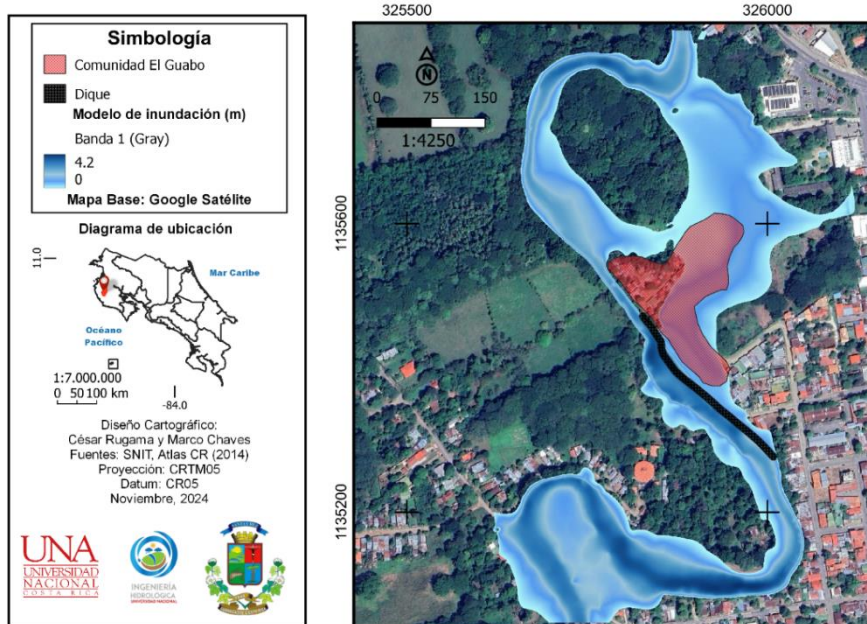 Simbología
Comunidad El Guabo
Dique
Modelo de inundación (m)
Banda 1 (Gray)
4.2
0
Mapa Base: Google Satélite
Diagrama de ubicación
11.0
Mar Caribe
Océano
Pacífico
1:7.000.000
0 50 100 km
-84.0
Diseño Cartográfico:
César Rugama y Marco Chaves
Fuentes: SNIT, Atlas CR (2014)
Proyección: CRTM05
Datum: CR05
Noviembre, 2024
UNA
UNIVERSIDAD
NACIONAL
COSTA RICA
INGENIERÍA
HIDROLÓGICA
UNIVERSIDAD NACIONAL
325500
326000
N
0 75 150
1:4250
1135600
1135200